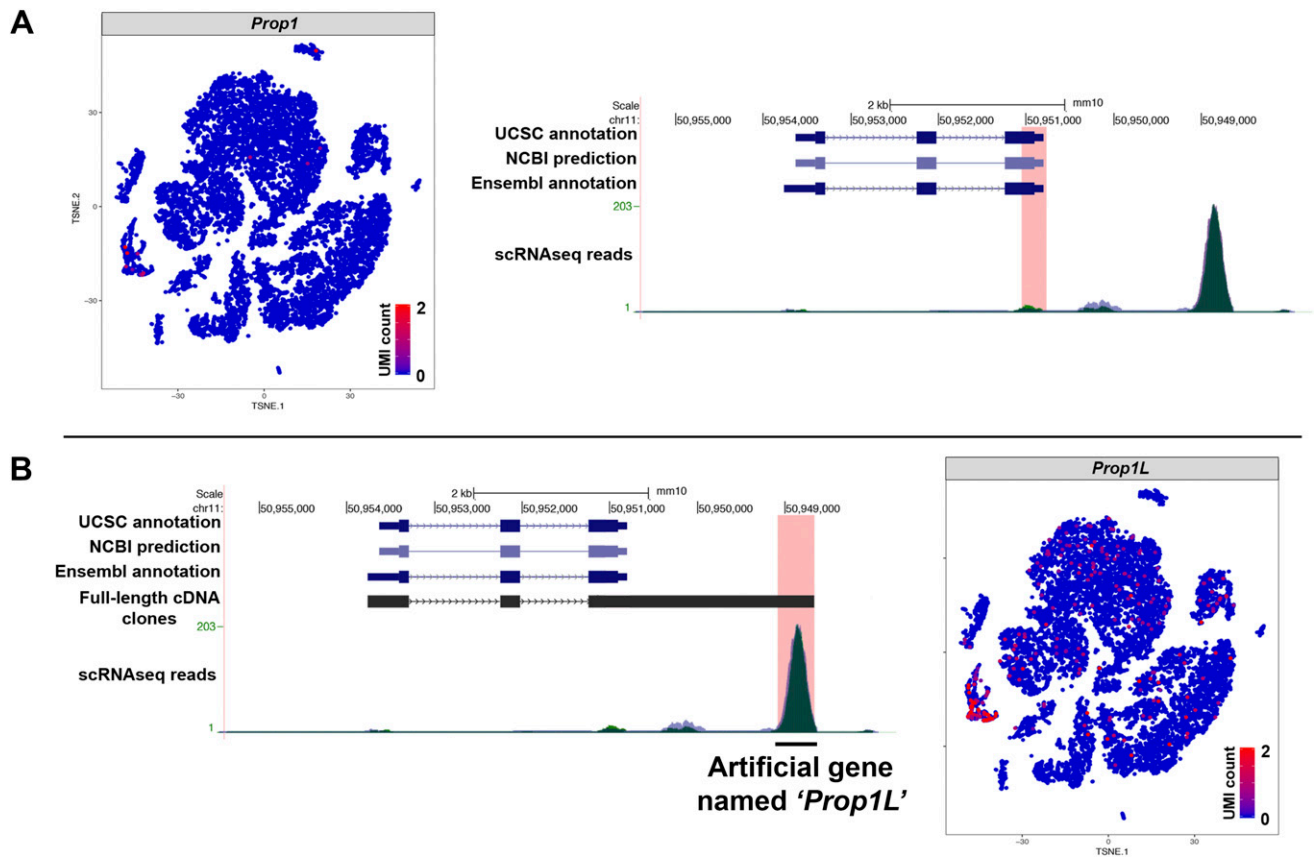 A
Prop1
30
0
−30
TSNE.2
−30
0
30
TSNE.1
UMI count
2
0
Scale
2 kb
mm10
chr11:
|50,955,000
|50,954,000
|50,953,000
|50,952,000
|50,951,000
|50,950,000
|50,949,000
UCSC annotation
NCBI prediction
Ensembl annotation
203
scRNAseq reads
1
B
Scale
2 kb
mm10
chr11:
|50,955,000
|50,954,000
|50,953,000
|50,952,000
|50,951,000
|50,950,000
|50,949,000
UCSC annotation
NCBI prediction
Ensembl annotation
Full-length cDNA
clones
203
scRNAseq reads
1
Artificial gene
named ‘Prop1L’
Prop1L
UMI count
2
0
−30
0
30
TSNE.1